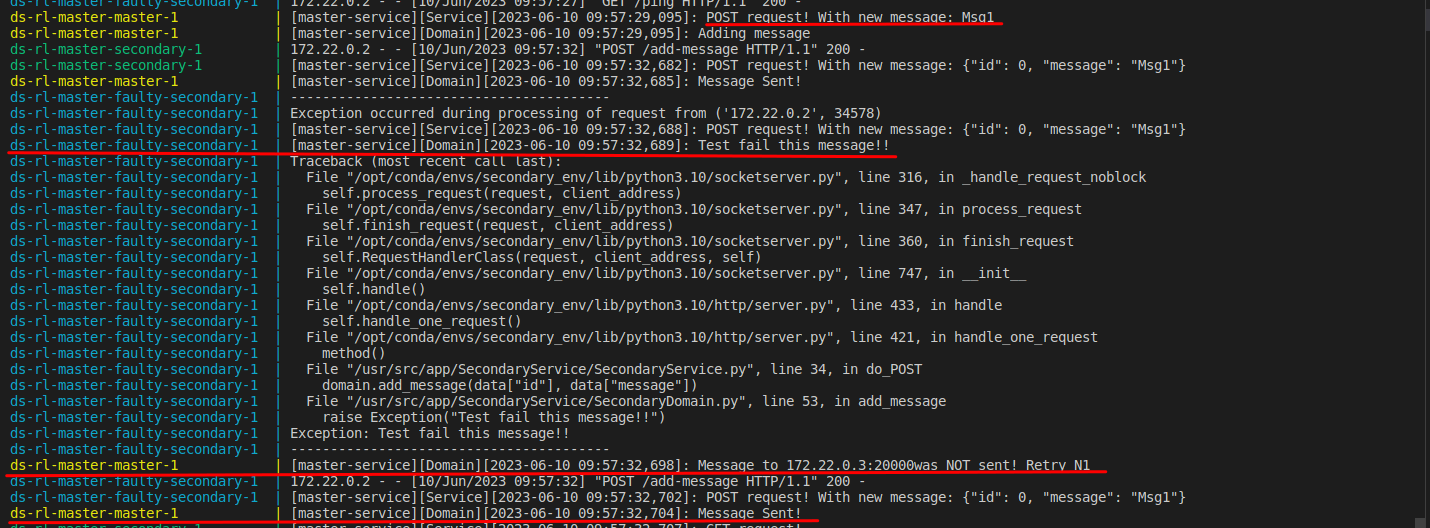 ds-rl-master-faulty-secondary-1 | 172.22.0.2 - - [10/Jun/2023 09:57:27] "GET /ping HTTP/1.1" 200 -
ds-rl-master-master-1 | [master-service][Service][2023-06-10 09:57:29,095]: POST request! With new message: Msg1
ds-rl-master-master-1 | [master-service][Domain][2023-06-10 09:57:29,095]: Adding message
ds-rl-master-secondary-1 | 172.22.0.2 - - [10/Jun/2023 09:57:32] "POST /add-message HTTP/1.1" 200 -
ds-rl-master-secondary-1 | [master-service][Service][2023-06-10 09:57:32,682]: POST request! With new message: {"id": 0, "message": "Msg1"}
ds-rl-master-master-1 | [master-service][Domain][2023-06-10 09:57:32,685]: Message Sent!
ds-rl-master-faulty-secondary-1 | ----------------------------------------
ds-rl-master-faulty-secondary-1 | Exception occurred during processing of request from ('172.22.0.2', 34578)
ds-rl-master-faulty-secondary-1 | [master-service][Service][2023-06-10 09:57:32,688]: POST request! With new message: {"id": 0, "message": "Msg1"}
ds-rl-master-faulty-secondary-1 | [master-service][Domain][2023-06-10 09:57:32,689]: Test fail this message!!
ds-rl-master-faulty-secondary-1 | Traceback (most recent call last):
ds-rl-master-faulty-secondary-1 | File "/opt/conda/envs/secondary_env/lib/python3.10/socketserver.py", line 316, in _handle_request_noblock
ds-rl-master-faulty-secondary-1 | self.process_request(request, client_address)
ds-rl-master-faulty-secondary-1 | File "/opt/conda/envs/secondary_env/lib/python3.10/socketserver.py", line 347, in process_request
ds-rl-master-faulty-secondary-1 | self.finish_request(request, client_address)
ds-rl-master-faulty-secondary-1 | File "/opt/conda/envs/secondary_env/lib/python3.10/socketserver.py", line 360, in finish_request
ds-rl-master-faulty-secondary-1 | self.RequestHandlerClass(request, client_address, self)
ds-rl-master-faulty-secondary-1 | File "/opt/conda/envs/secondary_env/lib/python3.10/socketserver.py", line 747, in __init__
ds-rl-master-faulty-secondary-1 | self.handle()
ds-rl-master-faulty-secondary-1 | File "/opt/conda/envs/secondary_env/lib/python3.10/http/server.py", line 433, in handle
ds-rl-master-faulty-secondary-1 | self.handle_one_request()
ds-rl-master-faulty-secondary-1 | File "/opt/conda/envs/secondary_env/lib/python3.10/http/server.py", line 421, in handle_one_request
ds-rl-master-faulty-secondary-1 | method()
ds-rl-master-faulty-secondary-1 | File "/usr/src/app/SecondaryService/SecondaryService.py", line 34, in do_POST
ds-rl-master-faulty-secondary-1 | domain.add_message(data["id"], data["message"])
ds-rl-master-faulty-secondary-1 | File "/usr/src/app/SecondaryService/SecondaryDomain.py", line 53, in add_message
ds-rl-master-faulty-secondary-1 | raise Exception("Test fail this message!!")
ds-rl-master-faulty-secondary-1 | Exception: Test fail this message!!
ds-rl-master-faulty-secondary-1 | ----------------------------------------
ds-rl-master-master-1 | [master-service][Domain][2023-06-10 09:57:32,698]: Message to 172.22.0.3:20000was NOT sent! Retry N1
ds-rl-master-faulty-secondary-1 | 172.22.0.2 - - [10/Jun/2023 09:57:32] "POST /add-message HTTP/1.1" 200 -
ds-rl-master-faulty-secondary-1 | [master-service][Service][2023-06-10 09:57:32,702]: POST request! With new message: {"id": 0, "message": "Msg1"}
ds-rl-master-master-1 | [master-service][Domain][2023-06-10 09:57:32,704]: Message Sent!
ds-rl-master-secondary-1 | [master-service][Service][2023-06-10 09:57:32,707]: GET request!